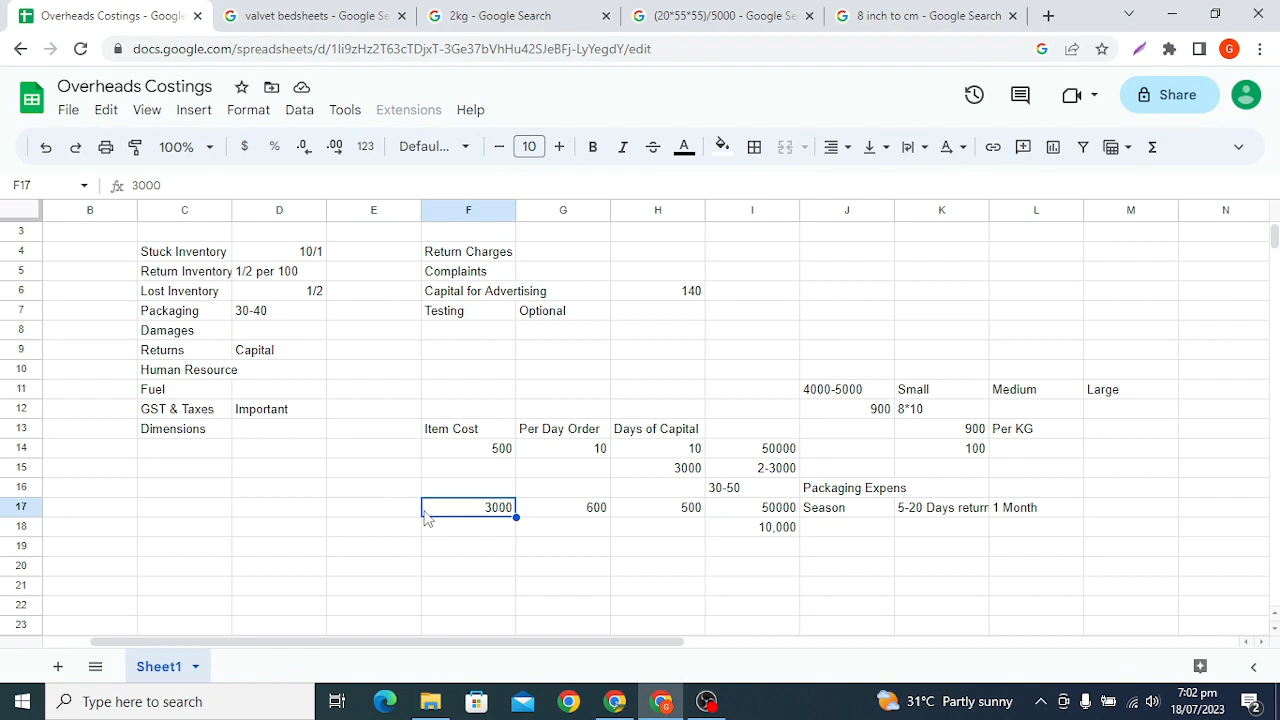 Overheads Costings - Google
valvet bedsheets - Google Se
2kg - Google Search
(20*55*55)/5000 - Google Se
8 inch to cm - Google Search
docs.google.com/spreadsheets/d/1Ii9zHz2T63cTDjxT-3Ge37bVhHu42SJeBFj-LyYegdY/edit
G
Overheads Costings
File Edit View Insert Format Data Tools Extensions Help
Share
100% $ % .0 .00 123 Defaul... 10 B I A
F17 fx 3000
B C D E F G H I J K L M N
3
4 Stuck Inventory 10/1 Return Charges
5 Return Inventory 1/2 per 100 Complaints
6 Lost Inventory 1/2 Capital for Advertising 140
7 Packaging 30-40 Testing Optional
8 Damages
9 Returns Capital
10 Human Resource
11 Fuel 4000-5000 Small Medium Large
12 GST & Taxes Important 900 8*10
13 Dimensions Item Cost Per Day Order Days of Capital 900 Per KG
14 500 10 10 50000 100
15 3000 2-3000
16 30-50 Packaging Expens
17 3000 600 500 50000 Season 5-20 Days return 1 Month
18 10,000
19
20
21
22
23
Sheet1
Type here to search
31°C Partly sunny
7:02 pm
18/07/2023
2